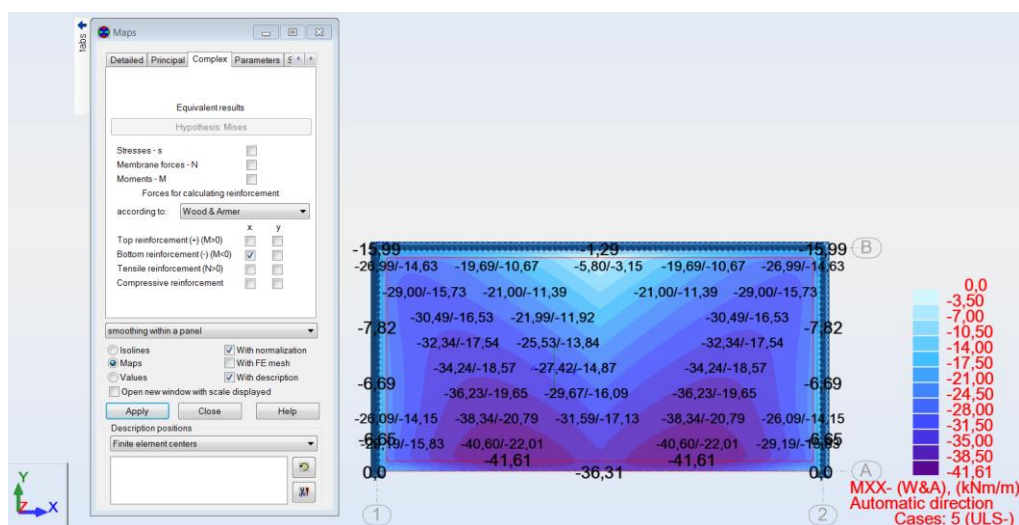 tabs
Maps
Detailed Principal Complex Parameters S
Equivalent results
Hypothesis: Mises
Stresses - s
Membrane forces - N
Moments - M
Forces for calculating reinforcement
according to: Wood & Armer
x y
Top reinforcement (+) (M>0)
Bottom reinforcement (-) (M<0)
Tensile reinforcement (N>0)
Compressive reinforcement
smoothing within a panel
Isolines With normalization
Maps With FE mesh
Values With description
Open new window with scale displayed
Apply Close Help
Description positions
Finite element centers
Y
Z X
-15,99 -1,29 -15,99 B
-26,99/-14,63 -19,69/-10,67 -5,80/-3,15 -19,69/-10,67 -26,99/-14,63
-29,00/-15,73 -21,00/-11,39 -21,00/-11,39 -29,00/-15,73
-30,49/-16,53 -21,99/-11,92 -30,49/-16,53
-7,82 -7,82
-32,34/-17,54 -25,53/-13,84 -32,34/-17,54
-34,24/-18,57 -27,42/-14,87 -34,24/-18,57
-6,69 -6,69
-36,23/-19,65 -29,67/-16,09 -36,23/-19,65
-26,09/-14,15 -38,34/-20,79 -31,59/-17,13 -38,34/-20,79 -26,09/-14,15
-6,65 -6,65
-29,19/-15,83 -40,60/-22,01 -40,60/-22,01 -29,19/-15,83
-41,61 -41,61
0,0 -36,31 0,0 A
1 2
0,0
-3,50
-7,00
-10,50
-14,00
-17,50
-21,00
-24,50
-28,00
-31,50
-35,00
-38,50
-41,61
MXX- (W&A), (kNm/m)
Automatic direction
Cases: 5 (ULS-)